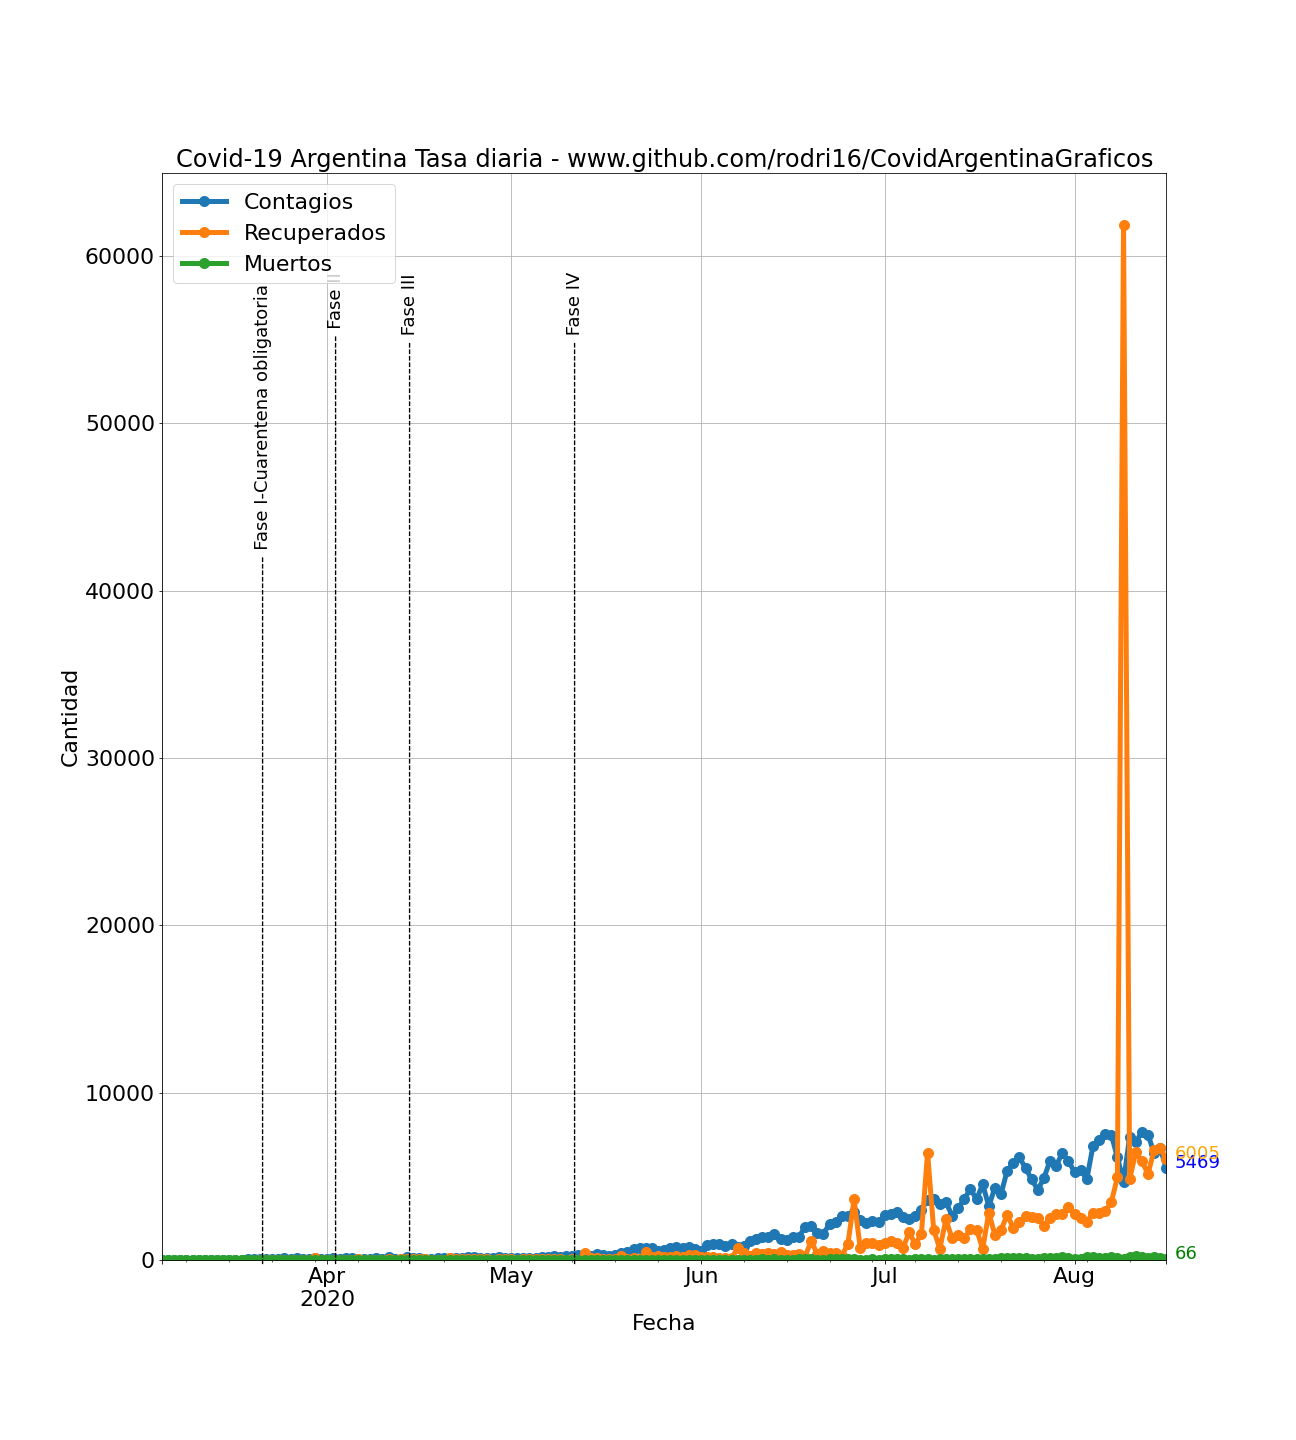 Covid-19 Argentina Tasa diaria - www.github.com/rodri16/CovidArgentinaGraficos
Contagios
Recuperados
Muertos
Fase I-Cuarentena obligatoria
Fase II
Fase III
Fase IV
60000
50000
40000
30000
20000
10000
0
Cantidad
6005
5469
66
Apr
2020
May
Jun
Jul
Aug
Fecha